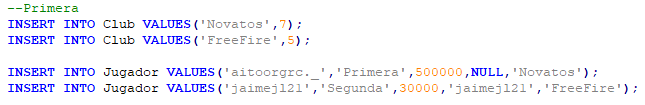 --Primera
INSERT INTO Club VALUES('Novatos',7);
INSERT INTO Club VALUES('FreeFire',5);
INSERT INTO Jugador VALUES('aitoorgrc._','Primera',500000,NULL,'Novatos');
INSERT INTO Jugador VALUES('jaimejl21','Segunda',30000,'jaimejl21','FreeFire');